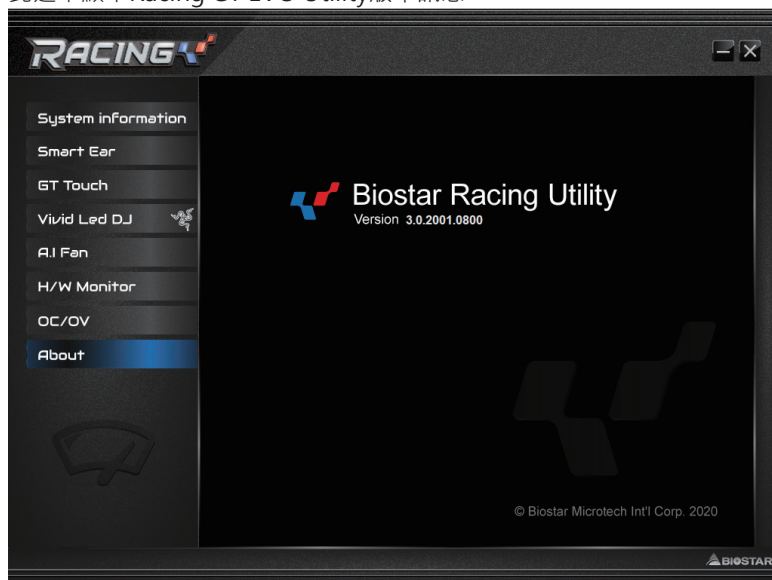 RACING
System information
Smart Ear
GT Touch
Vivid Led DJ
A.I Fan
H/W Monitor
OC/OV
About
Biostar Racing Utility
Version 3.0.2001.0800
© Biostar Microtech Int'l Corp. 2020
BIOSTAR